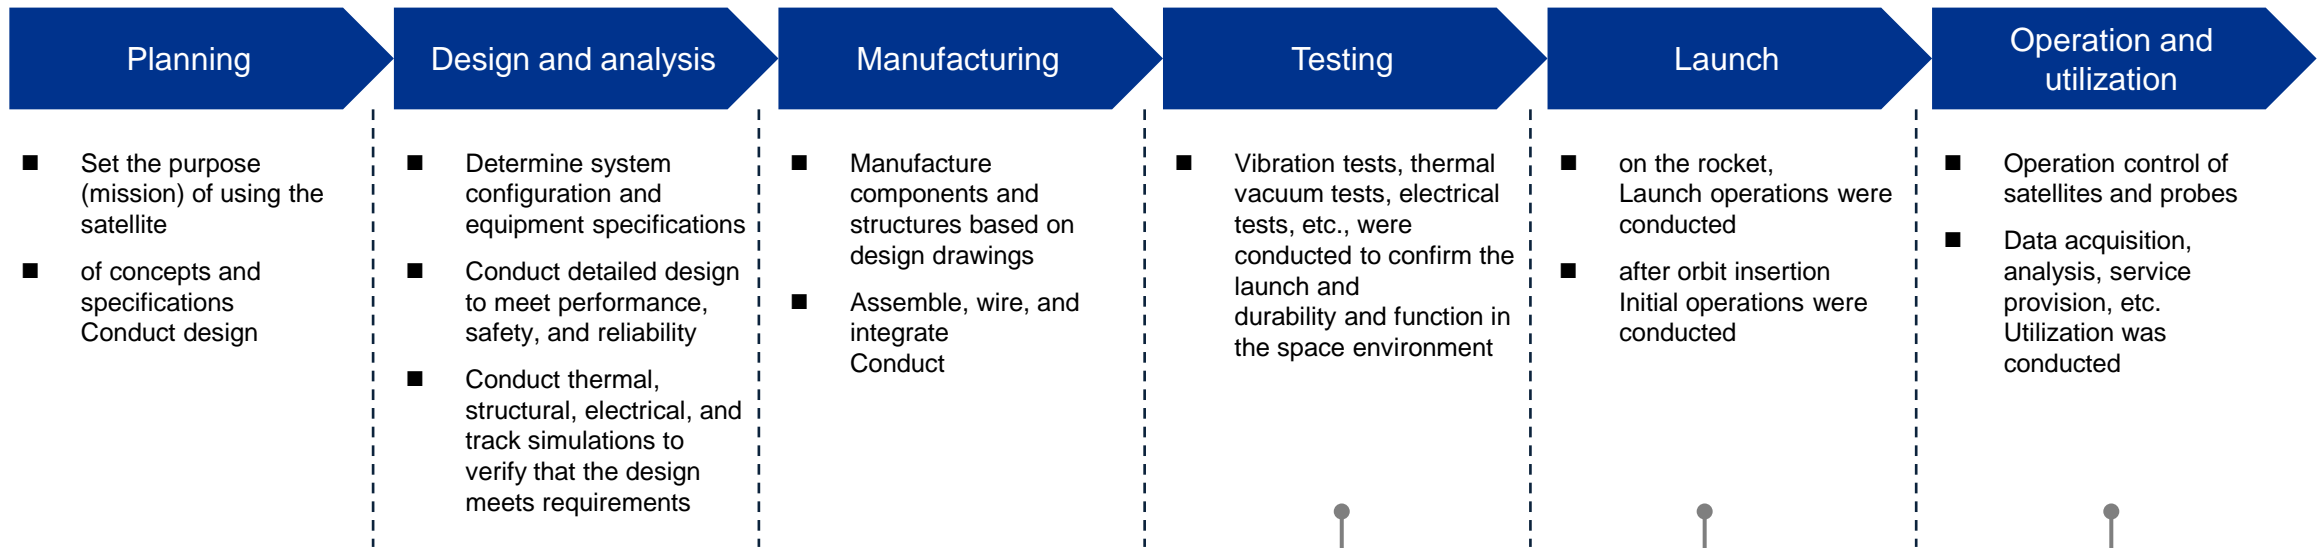 Planning
Design and analysis
Manufacturing
Testing
Launch
Operation and
utilization
■ Set the purpose
(mission) of using the
satellite
■ of concepts and
specifications
Conduct design
■ Determine system
configuration and
equipment specifications
■ Conduct detailed design
to meet performance,
safety, and reliability
■ Conduct thermal,
structural, electrical, and
track simulations to
verify that the design
meets requirements
■ Manufacture
components and
structures based on
design drawings
■ Assemble, wire, and
integrate
Conduct
■ Vibration tests, thermal
vacuum tests, electrical
tests, etc., were
conducted to confirm the
launch and
durability and function in
the space environment
■ on the rocket,
Launch operations were
conducted
■ after orbit insertion
Initial operations were
conducted
■ Operation control of
satellites and probes
■ Data acquisition,
analysis, service
provision, etc.
Utilization was
conducted